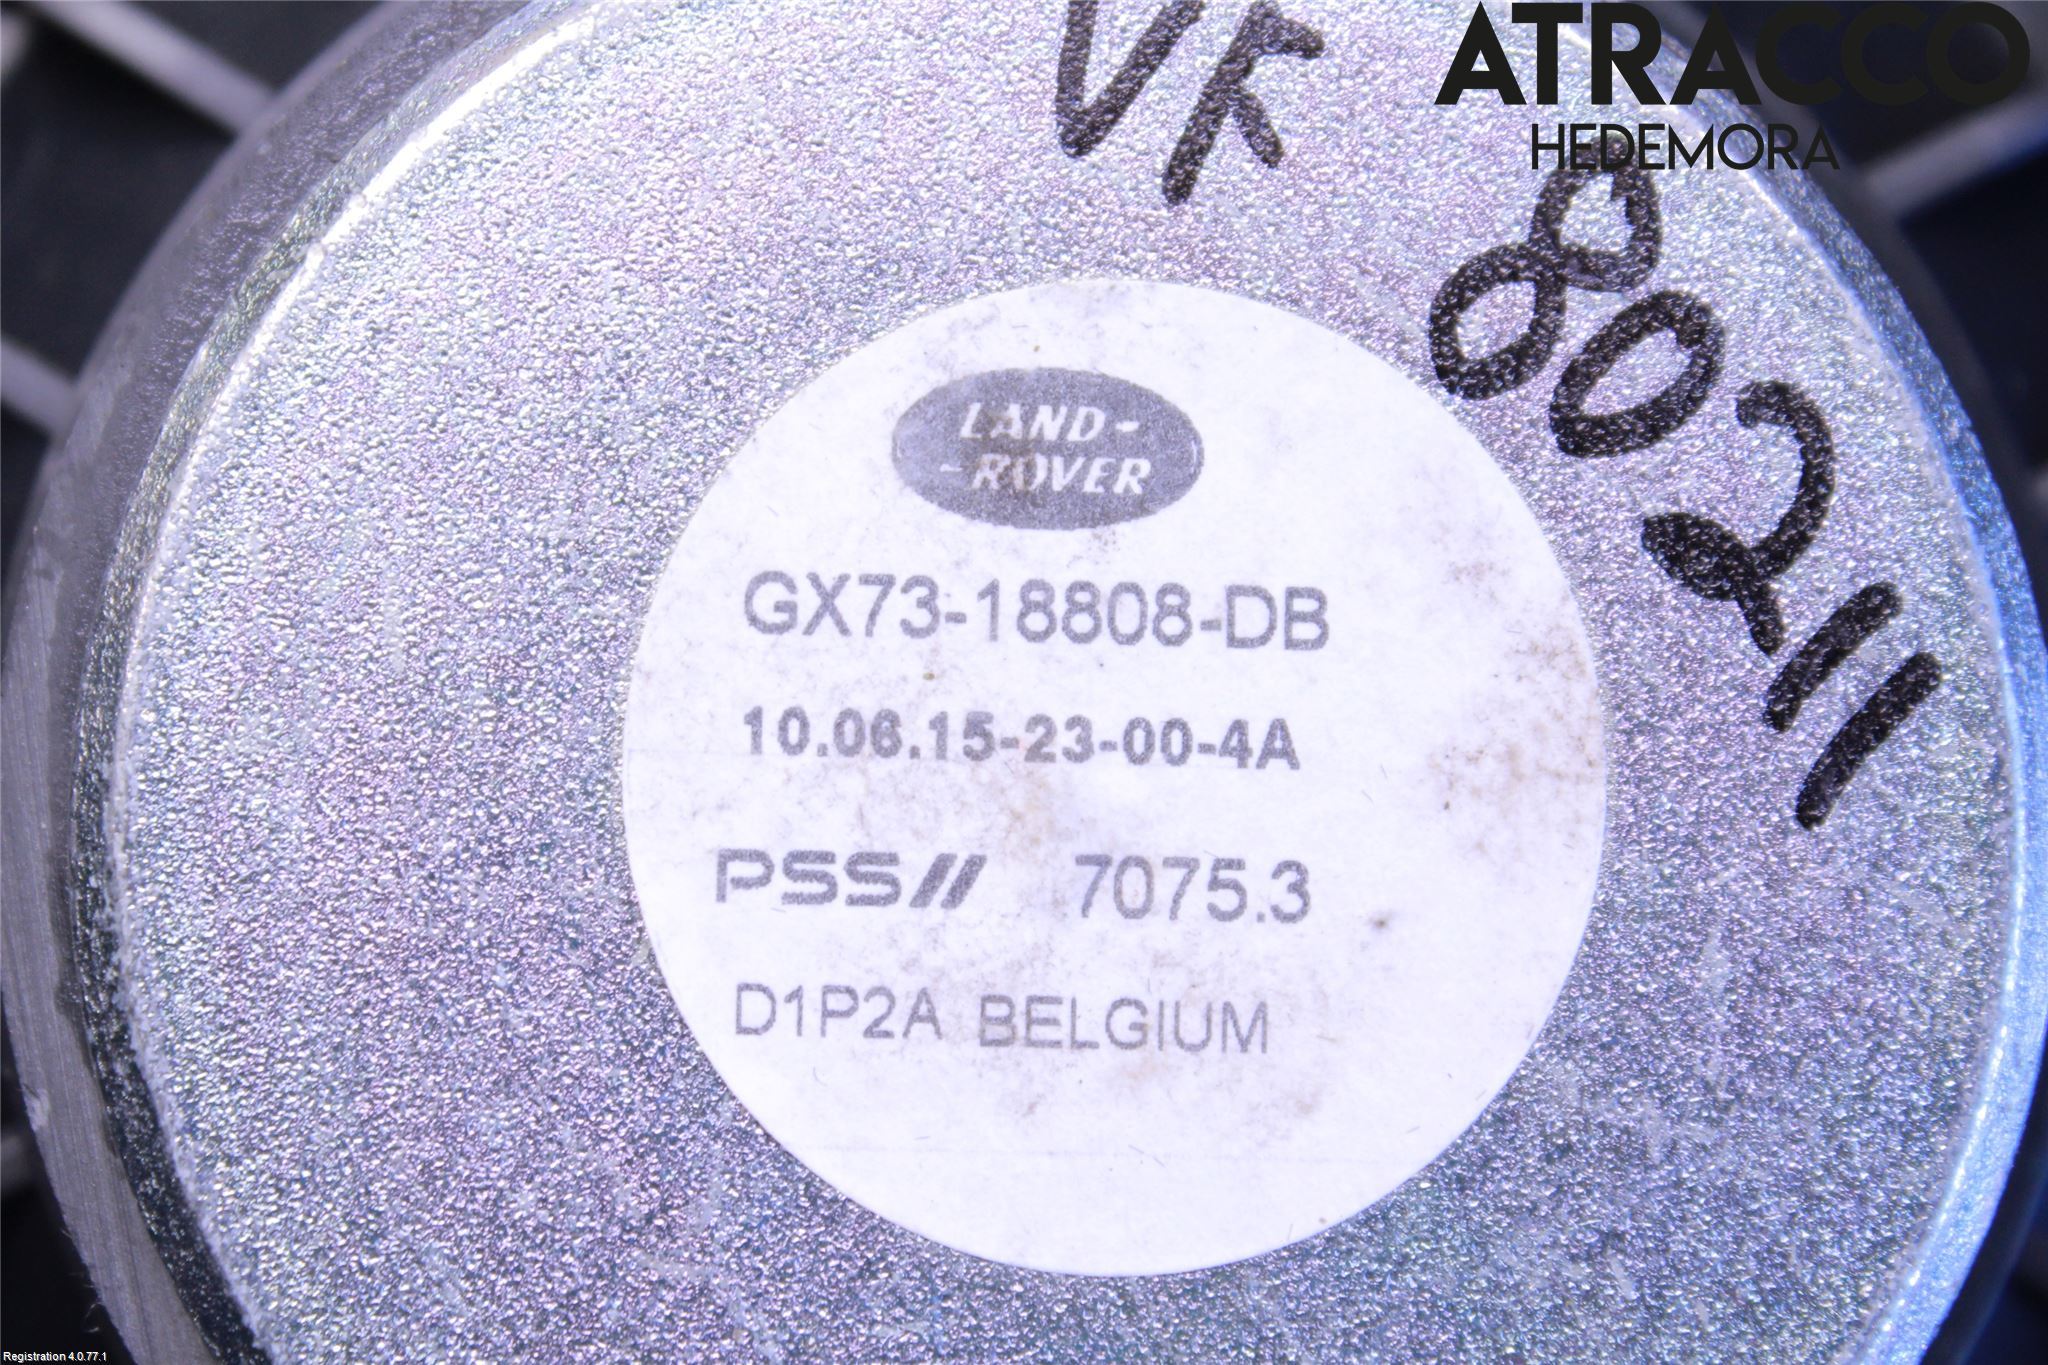 ATRACCO
HEDEMORA
VF
80211
LAND-
-ROVER
GX73-18808-DB
10.06.15-23-00-4A
PSS// 7075.3
D1P2A BELGIUM
Registration 4.0.77.1